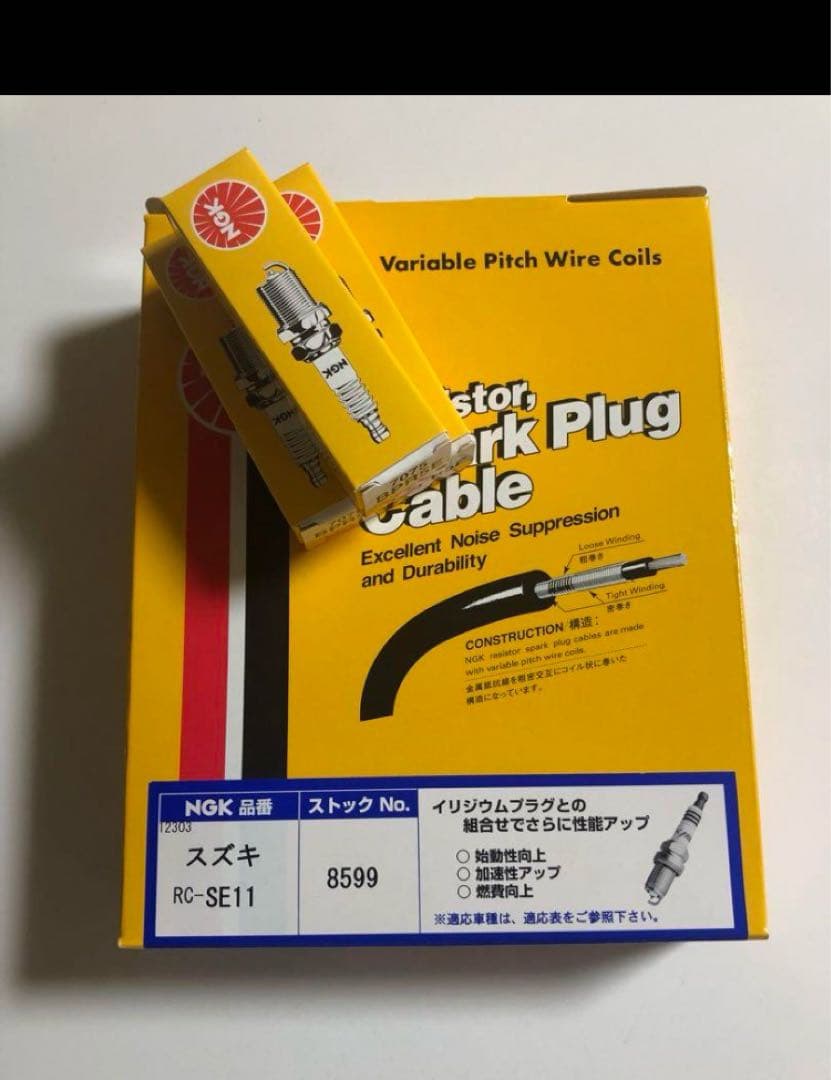 NGK
NGK
Variable Pitch Wire Coils
Plug
Cable
Excellent Noise Suppression
and Durability
Loose Winding
粗巻き
Tight Winding
密巻き
CONSTRUCTION/構造:
NGK resistor spark plug cables are made
with variable pitch wire coils.
金属抵抗線を粗密交互にコイル状に巻いた
構造になっています。
NGK 品番
ストック No.
12303
スズキ
RC-SE11
8599
イリジウムプラグとの
組合せでさらに性能アップ
○ 始動性向上
○ 加速性アップ
○ 燃費向上
※適応車種は、適応表をご参照下さい。